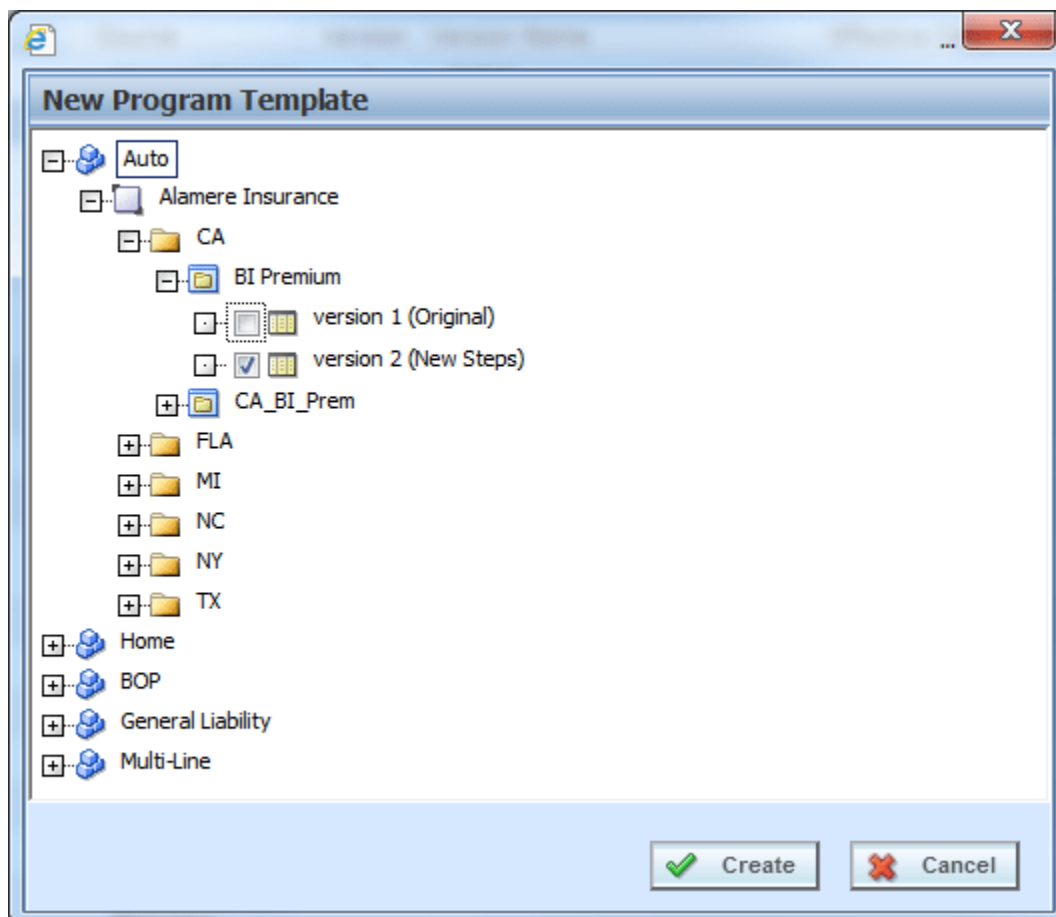 ...
New Program Template
Auto
Alamere Insurance
CA
BI Premium
version 1 (Original)
version 2 (New Steps)
CA_BI_Prem
FLA
MI
NC
NY
TX
Home
BOP
General Liability
Multi-Line
Create
Cancel